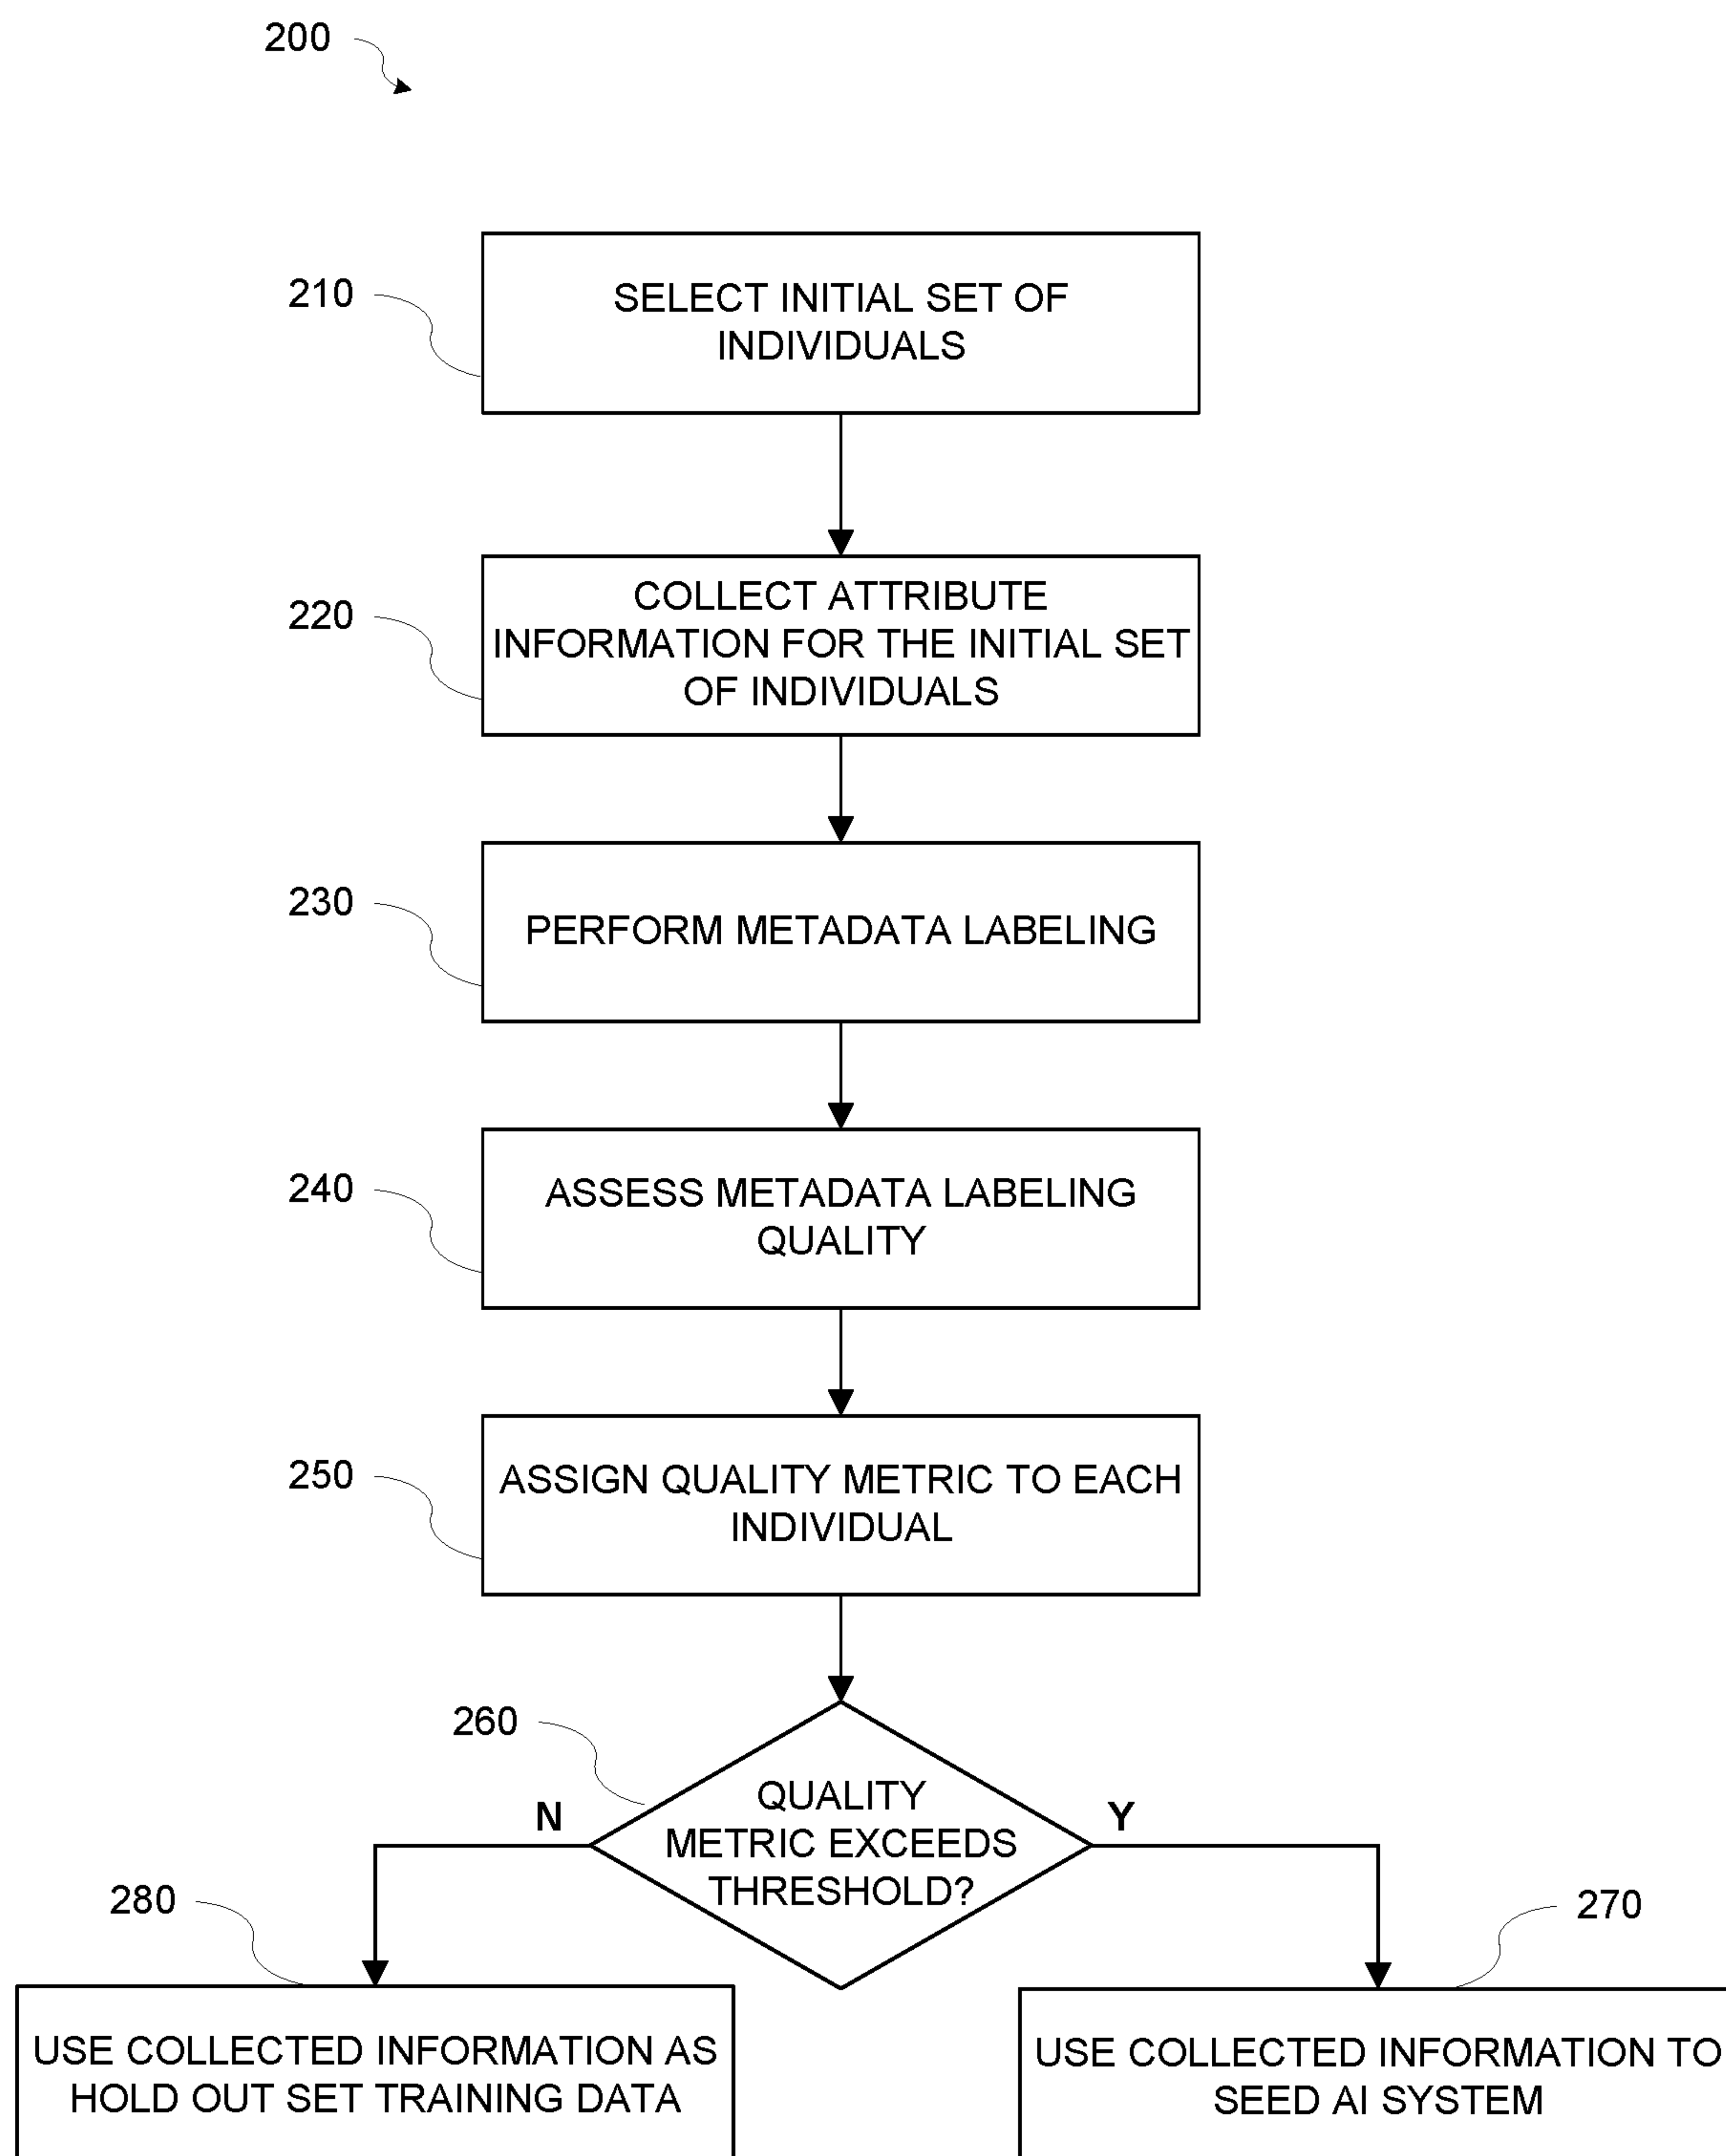 200
210
SELECT INITIAL SET OF
INDIVIDUALS
220
COLLECT ATTRIBUTE
INFORMATION FOR THE INITIAL SET
OF INDIVIDUALS
230
PERFORM METADATA LABELING
240
ASSESS METADATA LABELING
QUALITY
250
ASSIGN QUALITY METRIC TO EACH
INDIVIDUAL
260
QUALITY
METRIC EXCEEDS
THRESHOLD?
N
Y
280
270
USE COLLECTED INFORMATION AS
HOLD OUT SET TRAINING DATA
USE COLLECTED INFORMATION TO
SEED AI SYSTEM